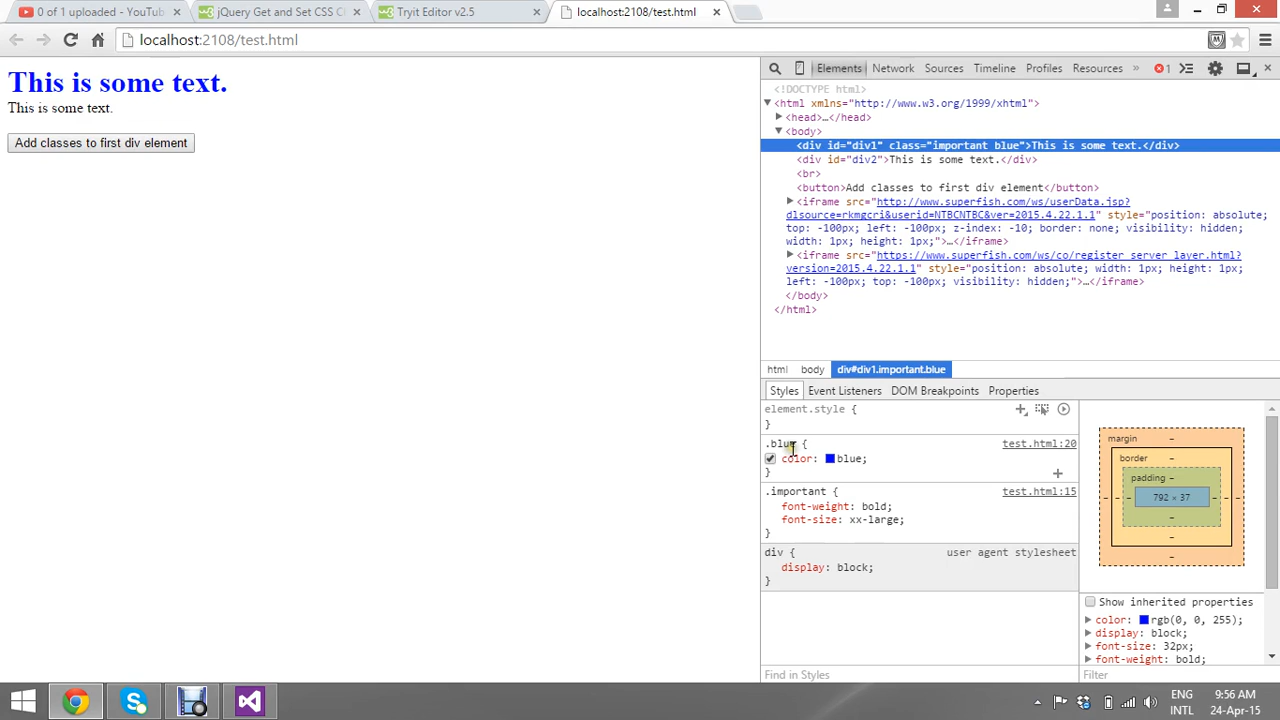 0 of 1 uploaded - YouTu
jQuery Get and Set CSS C
Tryit Editor v2.5
localhost:2108/test.html
localhost:2108/test.html
This is some text.
This is some text.
Add classes to first div element
Elements Network Sources Timeline Profiles Resources » 1
<!DOCTYPE html>
<html xmlns="http://www.w3.org/1999/xhtml">
<head>…</head>
<body>
<div id="div1" class="important blue">This is some text.</div>
<div id="div2">This is some text.</div>
<br>
<button>Add classes to first div element</button>
<iframe src="http://www.superfish.com/ws/userData.jsp?
dlsource=rkmgcri&userid=NTBCNTBC&ver=2015.4.22.1.1" style="position: absolute;
top: -100px; left: -100px; z-index: -10; border: none; visibility: hidden;
width: 1px; height: 1px;">…</iframe>
<iframe src="https://www.superfish.com/ws/co/register_server_layer.html?
version=2015.4.22.1.1" style="position: absolute; width: 1px; height: 1px;
left: -100px; top: -100px; visibility: hidden;">…</iframe>
</body>
</html>
html body div#div1.important.blue
Styles Event Listeners DOM Breakpoints Properties
element.style {
}
.blue { test.html:20
color: blue;
}
.important { test.html:15
font-weight: bold;
font-size: xx-large;
}
div { user agent stylesheet
display: block;
}
Find in Styles
margin -
border -
padding -
- - - 792 × 37 - - -
-
-
-
Show inherited properties
color: rgb(0, 0, 255);
display: block;
font-size: 32px;
font-weight: bold;
Filter
ENG
INTL
9:56 AM
24-Apr-15